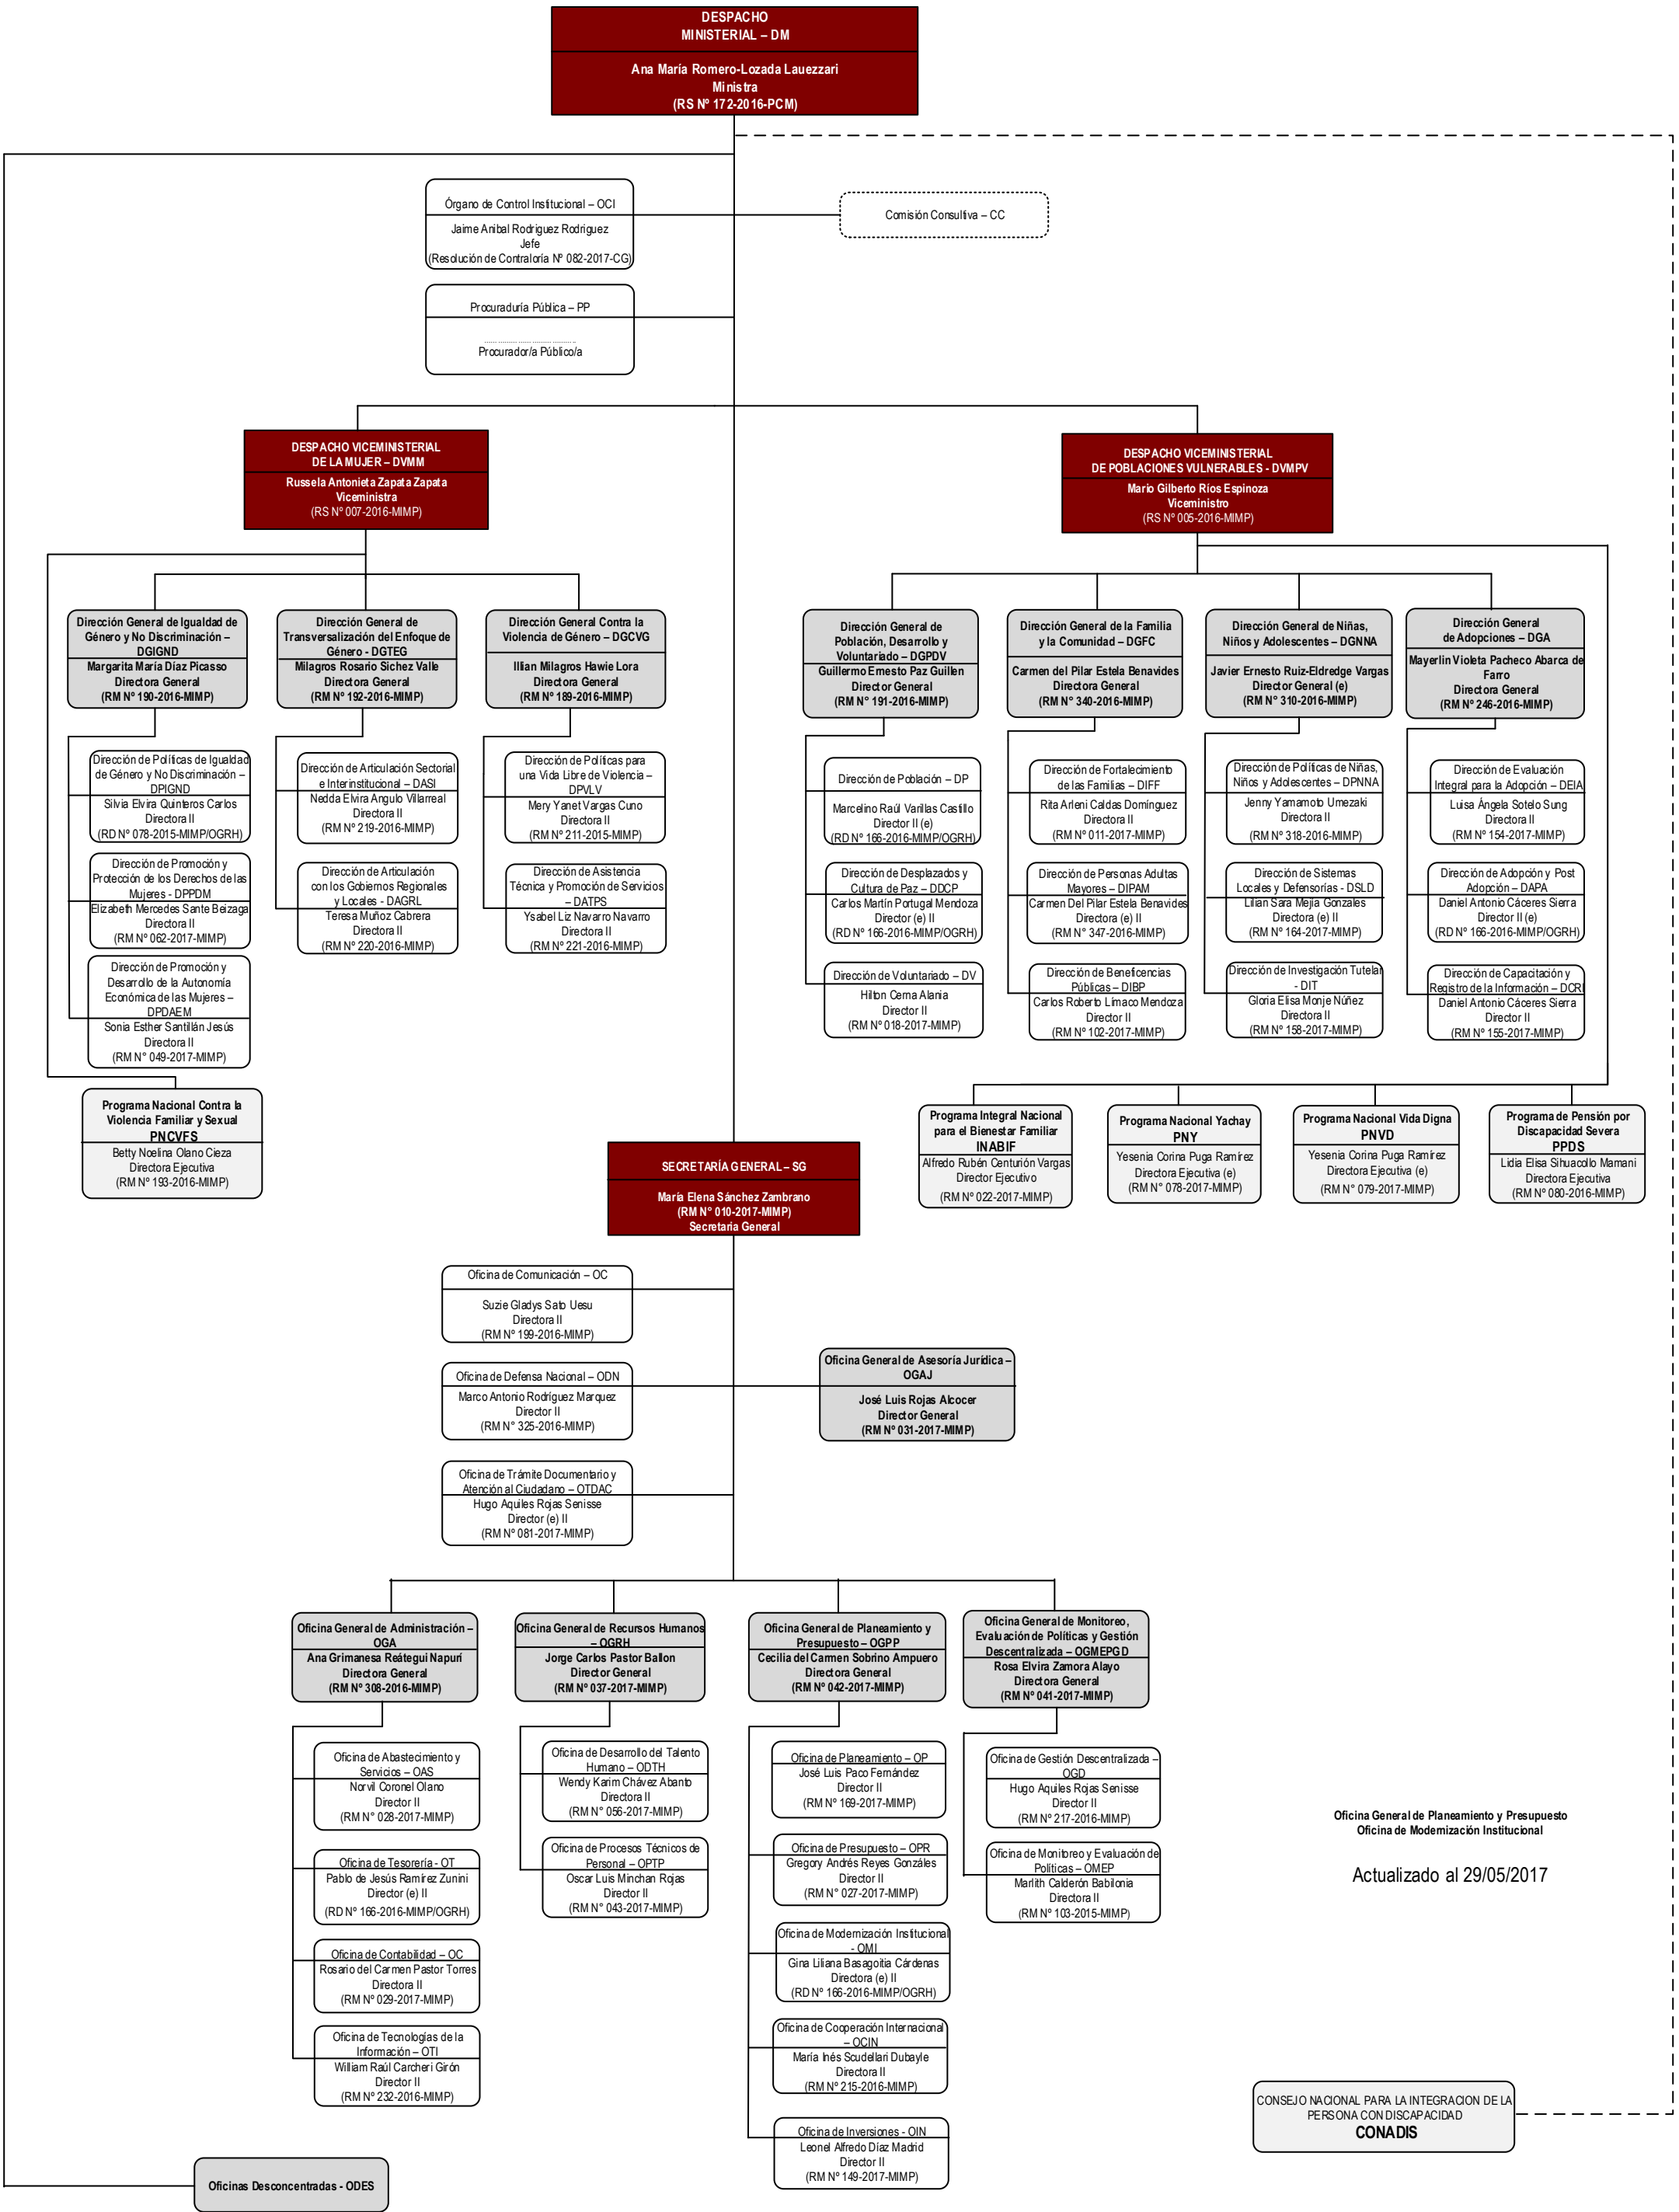 DESPACHO
MINISTERIAL – DM
Ana María Romero-Lozada Lauezzari
Ministra
(RS Nº 172-2016-PCM)
Órgano de Control Institucional – OCI
Jaime Anibal Rodriguez Rodriguez
Jefe
(Resolución de Contraloría Nº 082-2017-CG)
Comisión Consultiva – CC
Procuraduría Pública – PP
Procurador/a Público/a
DESPACHO VICEMINISTERIAL
DE LA MUJER – DVMM
Russela Antonieta Zapata Zapata
Viceministra
(RS Nº 007-2016-MIMP)
DESPACHO VICEMINISTERIAL
DE POBLACIONES VULNERABLES - DVMPV
Mario Gilberto Ríos Espinoza
Viceministro
(RS Nº 005-2016-MIMP)
Dirección General de Igualdad de
Género y No Discriminación –
DGIGND
Margarita María Díaz Picasso
Directora General
(RM Nº 190-2016-MIMP)
Dirección General de
Transversalización del Enfoque de
Género - DGTEG
Milagros Rosario Sichez Valle
Directora General
(RM Nº 192-2016-MIMP)
Dirección General Contra la
Violencia de Género – DGCVG
Illian Milagros Hawie Lora
Directora General
(RM Nº 189-2016-MIMP)
Dirección General de
Población, Desarrollo y
Voluntariado – DGPDV
Guillermo Ernesto Paz Guillen
Director General
(RM Nº 191-2016-MIMP)
Dirección General de la Familia
y la Comunidad – DGFC
Carmen del Pilar Estela Benavides
Directora General
(RM Nº 340-2016-MIMP)
Dirección General de Niñas,
Niños y Adolescentes – DGNNA
Javier Ernesto Ruiz-Eldredge Vargas
Director General (e)
(RM N° 310-2016-MIMP)
Dirección General
de Adopciones – DGA
Mayerlin Violeta Pacheco Abarca de
Farro
Directora General
(RM Nº 246-2016-MIMP)
Dirección de Políticas de Igualdad
de Género y No Discriminación –
DPIGND
Silvia Elvira Quinteros Carlos
Directora II
(RD Nº 078-2015-MIMP/OGRH)
Dirección de Promoción y
Protección de los Derechos de las
Mujeres - DPPDM
Elizabeth Mercedes Sante Beizaga
Directora II
(RM Nº 062-2017-MIMP)
Dirección de Promoción y
Desarrollo de la Autonomía
Económica de las Mujeres –
DPDAEM
Sonia Esther Santillán Jesús
Directora II
(RM N° 049-2017-MIMP)
Dirección de Articulación Sectorial
e Interinstitucional – DASI
Nedda Elvira Angulo Villarreal
Directora II
(RM N° 219-2016-MIMP)
Dirección de Articulación
con los Gobiernos Regionales
y Locales - DAGRL
Teresa Muñoz Cabrera
Directora II
(RM N° 220-2016-MIMP)
Dirección de Políticas para
una Vida Libre de Violencia –
DPVLV
Mery Yanet Vargas Cuno
Directora II
(RM N° 211-2015-MIMP)
Dirección de Asistencia
Técnica y Promoción de Servicios
– DATPS
Ysabel Liz Navarro Navarro
Directora II
(RM N° 221-2016-MIMP)
Dirección de Población – DP
Marcelino Raúl Varillas Castillo
Director II (e)
(RD N° 166-2016-MIMP/OGRH)
Dirección de Desplazados y
Cultura de Paz – DDCP
Carlos Martín Portugal Mendoza
Director (e) II
(RD N° 166-2016-MIMP/OGRH)
Dirección de Voluntariado – DV
Hilton Cerna Alania
Director II
(RM N° 018-2017-MIMP)
Dirección de Fortalecimiento
de las Familias – DIFF
Rita Arleni Caldas Domínguez
Directora II
(RM N° 011-2017-MIMP)
Dirección de Personas Adultas
Mayores – DIPAM
Carmen Del Pilar Estela Benavides
Directora (e) II
(RM N° 347-2016-MIMP)
Dirección de Beneficencias
Públicas – DIBP
Carlos Roberto Limaco Mendoza
Director II
(RM N° 102-2017-MIMP)
Dirección de Políticas de Niñas,
Niños y Adolescentes – DPNNA
Jenny Yamamoto Umezaki
Directora II
(RM N° 318-2016-MIMP)
Dirección de Sistemas
Locales y Defensorías - DSLD
Lilian Sara Mejía Gonzales
Directora (e) II
(RM N° 164-2017-MIMP)
Dirección de Investigación Tutelar
- DIT
Gloria Elisa Monje Núñez
Directora II
(RM N° 158-2017-MIMP)
Dirección de Evaluación
Integral para la Adopción – DEIA
Luisa Ángela Sotelo Sung
Directora II
(RM N° 154-2017-MIMP)
Dirección de Adopción y Post
Adopción – DAPA
Daniel Antonio Cáceres Sierra
Director II (e)
(RD N° 166-2016-MIMP/OGRH)
Dirección de Capacitación y
Registro de la Información – DCRI
Daniel Antonio Cáceres Sierra
Director II
(RM N° 155-2017-MIMP)
Programa Nacional Contra la
Violencia Familiar y Sexual
PNCVFS
Betty Noelina Olano Cieza
Directora Ejecutiva
(RM Nº 193-2016-MIMP)
Programa Integral Nacional
para el Bienestar Familiar
INABIF
Alfredo Rubén Centurión Vargas
Director Ejecutivo
(RM Nº 022-2017-MIMP)
Programa Nacional Yachay
PNY
Yesenia Corina Puga Ramírez
Directora Ejecutiva (e)
(RM Nº 078-2017-MIMP)
Programa Nacional Vida Digna
PNVD
Yesenia Corina Puga Ramírez
Directora Ejecutiva (e)
(RM Nº 079-2017-MIMP)
Programa de Pensión por
Discapacidad Severa
PPDS
Lidia Elisa Sihuacollo Mamani
Directora Ejecutiva
(RM Nº 080-2016-MIMP)
SECRETARÍA GENERAL – SG
María Elena Sánchez Zambrano
(RM N° 010-2017-MIMP)
Secretaria General
Oficina de Comunicación – OC
Suzie Gladys Sato Uesu
Directora II
(RM Nº 199-2016-MIMP)
Oficina de Defensa Nacional – ODN
Marco Antonio Rodríguez Marquez
Director II
(RM N° 325-2016-MIMP)
Oficina General de Asesoría Jurídica –
OGAJ
José Luis Rojas Alcocer
Director General
(RM Nº 031-2017-MIMP)
Oficina de Trámite Documentario y
Atención al Ciudadano – OTDAC
Hugo Aquiles Rojas Senisse
Director (e) II
(RM Nº 081-2017-MIMP)
Oficina General de Administración –
OGA
Ana Grimanesa Reátegui Napurí
Directora General
(RM Nº 308-2016-MIMP)
Oficina General de Recursos Humanos
– OGRH
Jorge Carlos Pastor Ballon
Director General
(RM Nº 037-2017-MIMP)
Oficina General de Planeamiento y
Presupuesto – OGPP
Cecilia del Carmen Sobrino Ampuero
Directora General
(RM Nº 042-2017-MIMP)
Oficina General de Monitoreo,
Evaluación de Políticas y Gestión
Descentralizada – OGMEPGD
Rosa Elvira Zamora Alayo
Directora General
(RM Nº 041-2017-MIMP)
Oficina de Abastecimiento y
Servicios – OAS
Norvil Coronel Olano
Director II
(RM N° 028-2017-MIMP)
Oficina de Tesorería - OT
Pablo de Jesús Ramírez Zunini
Director (e) II
(RD N° 166-2016-MIMP/OGRH)
Oficina de Contabilidad – OC
Rosario del Carmen Pastor Torres
Directora II
(RM N° 029-2017-MIMP)
Oficina de Tecnologías de la
Información – OTI
William Raúl Carcheri Girón
Director II
(RM N° 232-2016-MIMP)
Oficina de Desarrollo del Talento
Humano – ODTH
Wendy Karim Chávez Abanto
Directora II
(RM N° 056-2017-MIMP)
Oficina de Procesos Técnicos de
Personal – OPTP
Oscar Luis Minchan Rojas
Director II
(RM N° 043-2017-MIMP)
Oficina de Planeamiento – OP
José Luis Paco Fernández
Director II
(RM N° 169-2017-MIMP)
Oficina de Presupuesto – OPR
Gregory Andrés Reyes Gonzáles
Director II
(RM N° 027-2017-MIMP)
Oficina de Modernización Institucional
- OMI
Gina Liliana Basagoitia Cárdenas
Directora (e) II
(RD N° 166-2016-MIMP/OGRH)
Oficina de Cooperación Internacional
– OCIN
María Inés Scudellari Dubayle
Directora II
(RM N° 215-2016-MIMP)
Oficina de Inversiones - OIN
Leonel Alfredo Díaz Madrid
Director II
(RM N° 149-2017-MIMP)
Oficina de Gestión Descentralizada –
OGD
Hugo Aquiles Rojas Senisse
Director II
(RM N° 217-2016-MIMP)
Oficina de Monitoreo y Evaluación de
Políticas – OMEP
Marlith Calderón Babilonia
Directora II
(RM N° 103-2015-MIMP)
Oficina General de Planeamiento y Presupuesto
Oficina de Modernización Institucional
Actualizado al 29/05/2017
CONSEJO NACIONAL PARA LA INTEGRACION DE LA
PERSONA CON DISCAPACIDAD
CONADIS
Oficinas Desconcentradas - ODES